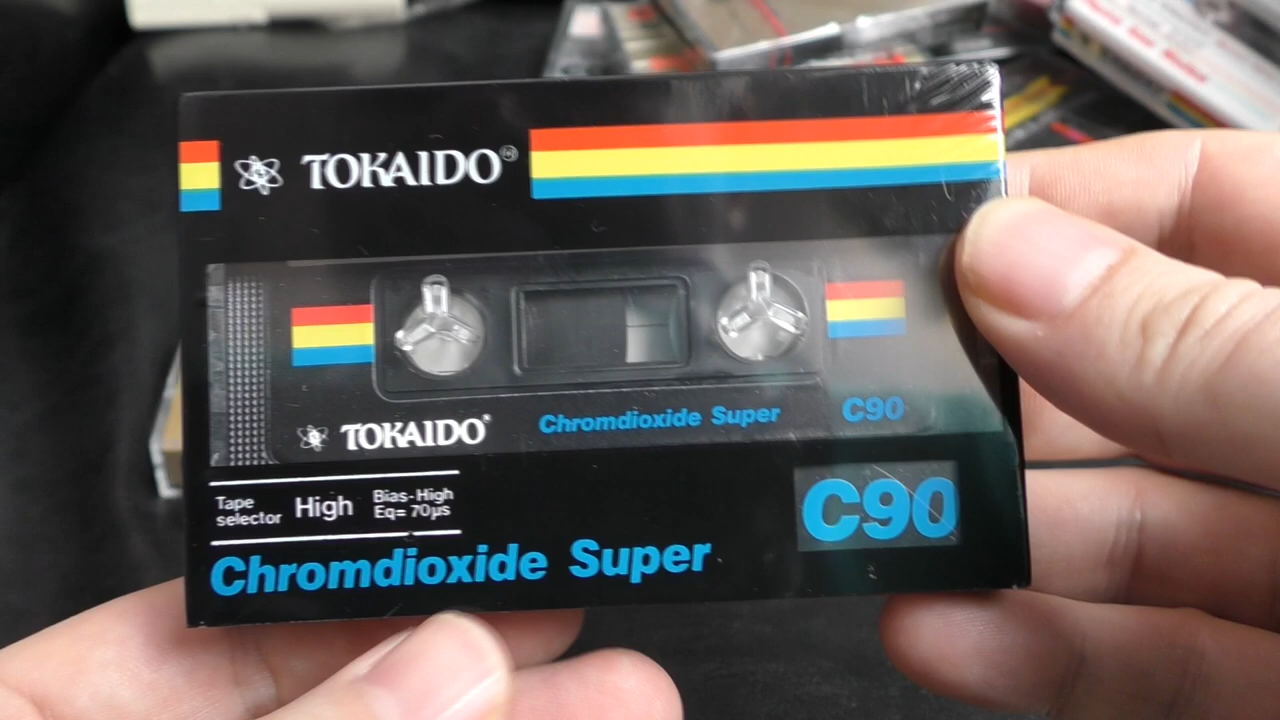 TOKAIDO®
TOKAIDO®
Chromdioxide Super
C90
Tape selector High Bias-High
Eq= 70µs
C90
Chromdioxide Super